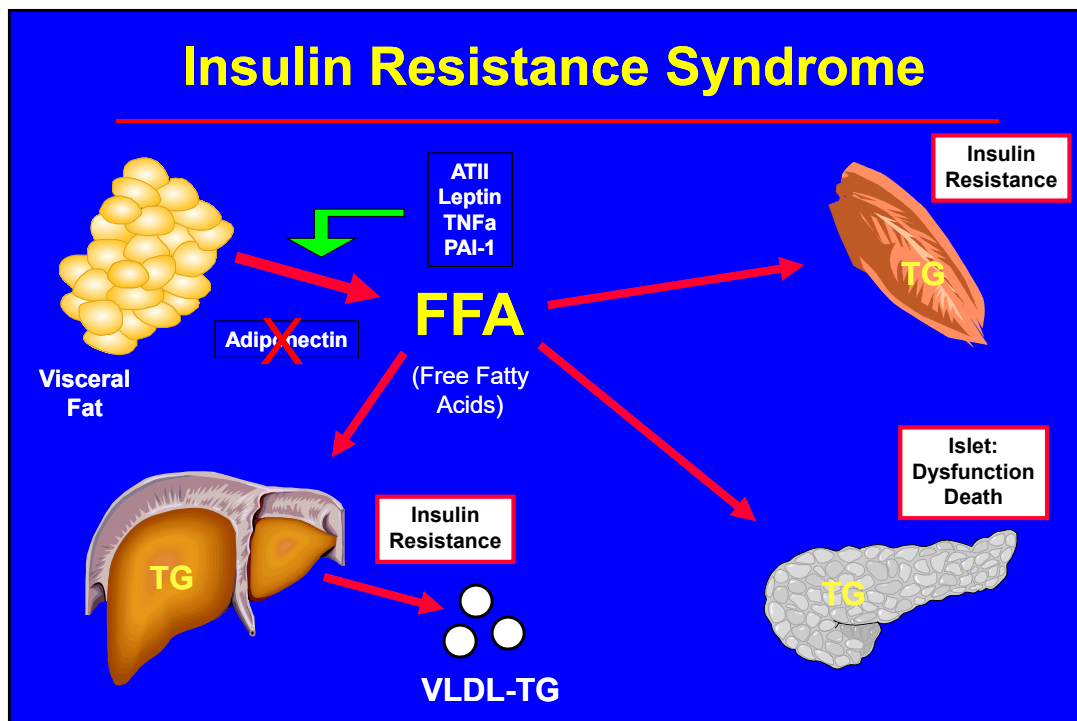 Insulin Resistance Syndrome
ATII
Leptin
TNFa
PAI-1
Insulin
Resistance
TG
FFA
Adiponectin
(Free Fatty
Acids)
Visceral
Fat
Islet:
Dysfunction
Death
Insulin
Resistance
TG
TG
VLDL-TG